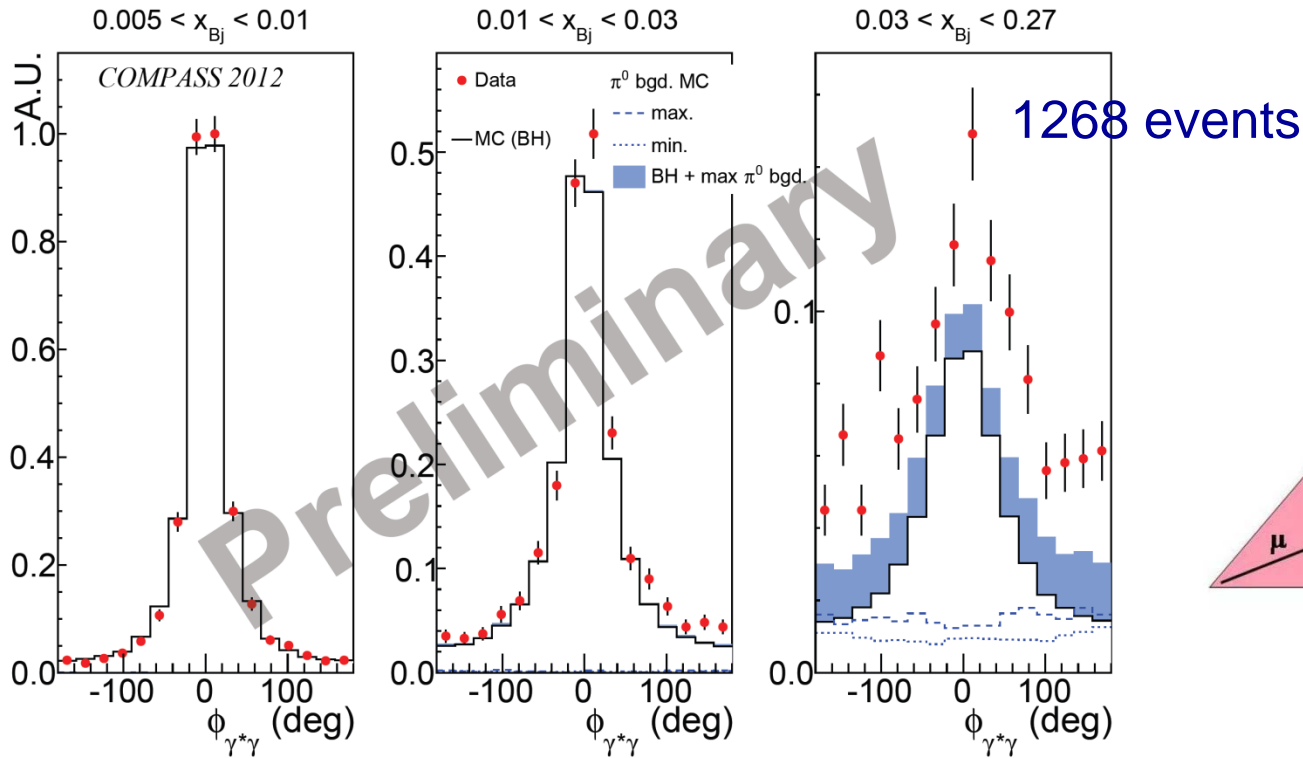 0.005 < x_Bj < 0.01
0.01 < x_Bj < 0.03
0.03 < x_Bj < 0.27
A.U.
COMPASS 2012
1.0
0.8
0.6
0.4
0.2
0.0
-100 0 100
ϕ_γ*γ (deg)
Data
MC (BH)
π⁰ bgd. MC
max.
min.
BH + max π⁰ bgd.
0.5
0.4
0.3
0.2
0.1
0.0
-100 0 100
ϕ_γ*γ (deg)
1268 events
0.1
0.0
-100 0 100
ϕ_γ*γ (deg)
Preliminary
μ